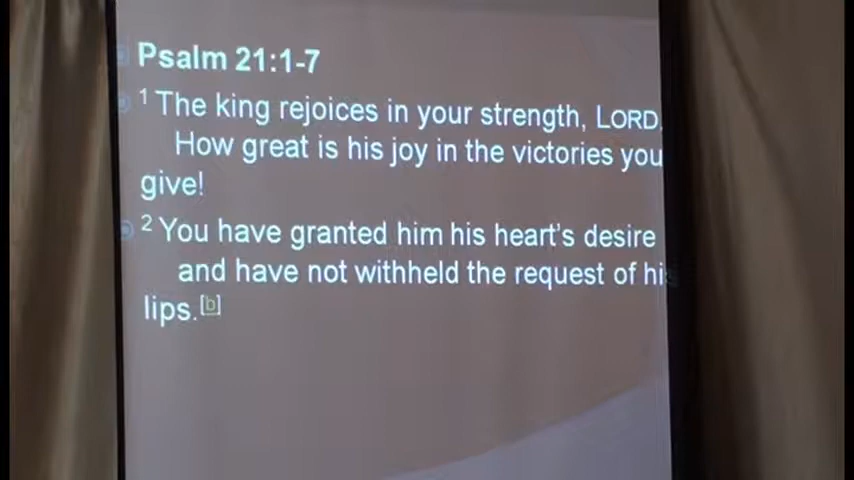 Psalm 21:1-7
1 The king rejoices in your strength, LORD.
How great is his joy in the victories you
give!
2 You have granted him his heart's desire
and have not withheld the request of his
lips.[b]